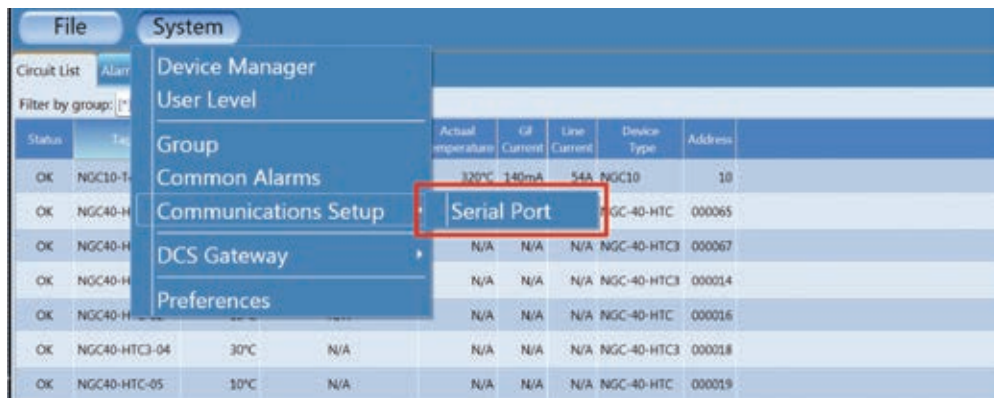 File System
Circuit List Alarm
Device Manager
Filter by group: [*]
User Level
Status Actual GF Line Device Address
Temperature Current Current Type
Group
OK NGC10-T- 320°C 140mA 54A NGC10 10
Common Alarms
OK NGC40-H NGC-40-HTC 000065
Communications Setup Serial Port
OK NGC40-H N/A N/A N/A NGC-40-HTC3 000067
DCS Gateway
OK NGC40-H N/A N/A N/A NGC-40-HTC3 000014
Preferences
OK NGC40-H N/A N/A N/A NGC-40-HTC 000016
OK NGC40-HTC3-04 30°C N/A N/A N/A N/A NGC-40-HTC3 000018
OK NGC40-HTC-05 10°C N/A N/A N/A N/A NGC-40-HTC 000019